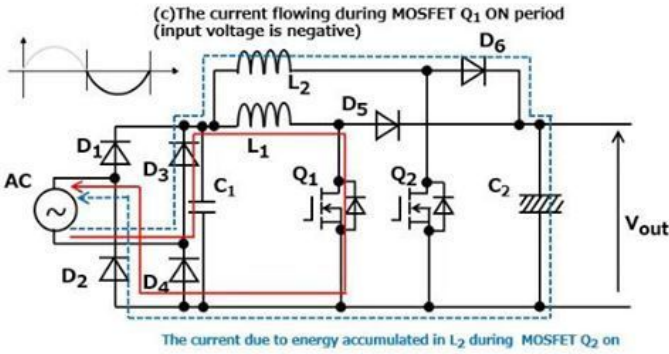 (c)The current flowing during MOSFET Q1 ON period
(input voltage is negative)
D6
L2
D5
D1
L1
D3
AC
C1
Q1
Q2
C2
~
Vout
D2
D4
The current due to energy accumulated in L2 during MOSFET Q2 on